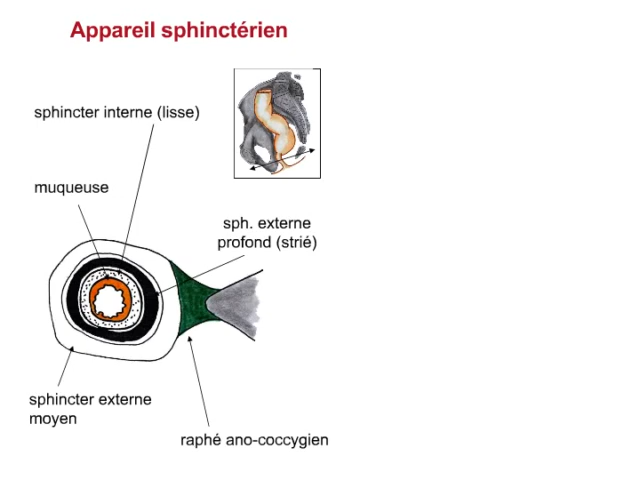 Appareil sphinctérien
sphincter interne (lisse)
muqueuse
sph. externe
profond (strié)
sphincter externe
moyen
raphé ano-coccygien